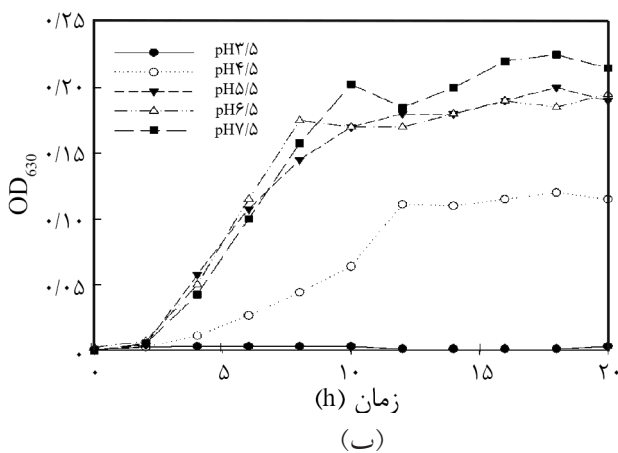 ۰/۲۵
۰/۲۰
۰/۱۵
۰/۱۰
۰/۰۵
۰
OD630
pH۳/۵
pH۴/۵
pH۵/۵
pH۶/۵
pH۷/۵
۰ ۵ ۱۰ ۱۵ ۲۰
زمان (h)
(ب)